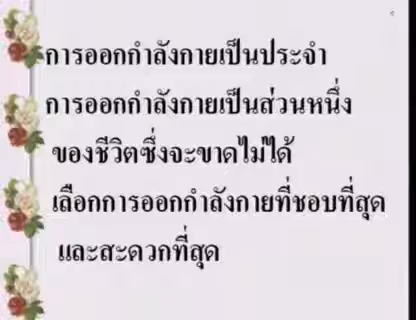 การออกกำลังกายเป็นประจำ
การออกกำลังกายเป็นส่วนหนึ่ง
ของชีวิตซึ่งจะขาดไม่ได้
เลือกการออกกำลังกายที่ชอบที่สุด
และสะดวกที่สุด